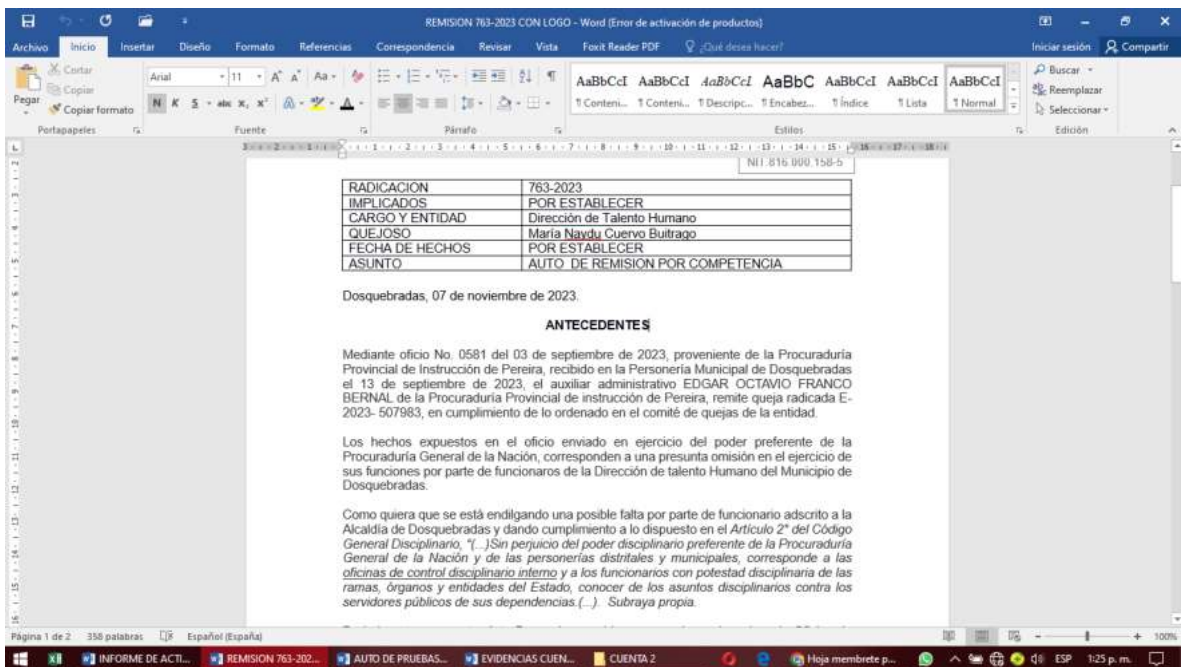 REMISION 763-2023 CON LOGO - Word (Error de activación de productos)
Archivo Inicio Insertar Diseño Formato Referencias Correspondencia Revisar Vista Foxit Reader PDF ¿Qué desea hacer? Iniciar sesión Compartir
Pegar
Cortar
Copiar
Copiar formato
Arial 11
N K S abc x, x²
Aa
AaBbCcI AaBbCcI AaBbCcI AaBbC AaBbCcI AaBbCcI AaBbCcI
¶ Conteni... ¶ Conteni... ¶ Descripc... ¶ Encabez... ¶ Índice ¶ Lista ¶ Normal
Buscar
Reemplazar
Seleccionar
Portapapeles Fuente Párrafo Estilos Edición
NIT.816.000.158-5
RADICACION 763-2023
IMPLICADOS POR ESTABLECER
CARGO Y ENTIDAD Dirección de Talento Humano
QUEJOSO María Naydu Cuervo Buitrago
FECHA DE HECHOS POR ESTABLECER
ASUNTO AUTO DE REMISION POR COMPETENCIA
Dosquebradas, 07 de noviembre de 2023.
ANTECEDENTES
Mediante oficio No. 0581 del 03 de septiembre de 2023, proveniente de la Procuraduría
Provincial de Instrucción de Pereira, recibido en la Personería Municipal de Dosquebradas
el 13 de septiembre de 2023, el auxiliar administrativo EDGAR OCTAVIO FRANCO
BERNAL de la Procuraduría Provincial de instrucción de Pereira, remite queja radicada E-
2023- 507983, en cumplimiento de lo ordenado en el comité de quejas de la entidad.
Los hechos expuestos en el oficio enviado en ejercicio del poder preferente de la
Procuraduría General de la Nación, corresponden a una presunta omisión en el ejercicio de
sus funciones por parte de funcionaros de la Dirección de talento Humano del Municipio de
Dosquebradas.
Como quiera que se está endilgando una posible falta por parte de funcionario adscrito a la
Alcaldía de Dosquebradas y dando cumplimiento a lo dispuesto en el Artículo 2° del Código
General Disciplinario, "(...)Sin perjuicio del poder disciplinario preferente de la Procuraduría
General de la Nación y de las personerías distritales y municipales, corresponde a las
oficinas de control disciplinario interno y a los funcionarios con potestad disciplinaria de las
ramas, órganos y entidades del Estado, conocer de los asuntos disciplinarios contra los
servidores públicos de sus dependencias.(...). Subraya propia.
Página 1 de 2 358 palabras Español (España) 100%
INFORME DE ACTI... REMISION 763-202... AUTO DE PRUEBAS... EVIDENCIAS CUEN... CUENTA 2 Hoja membrete p... ESP 1:25 p. m.